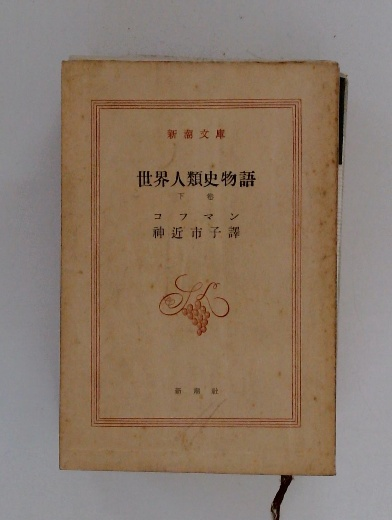 新潮文庫
世界人類史物語
下巻
コフマン
神近市子譯
新潮社